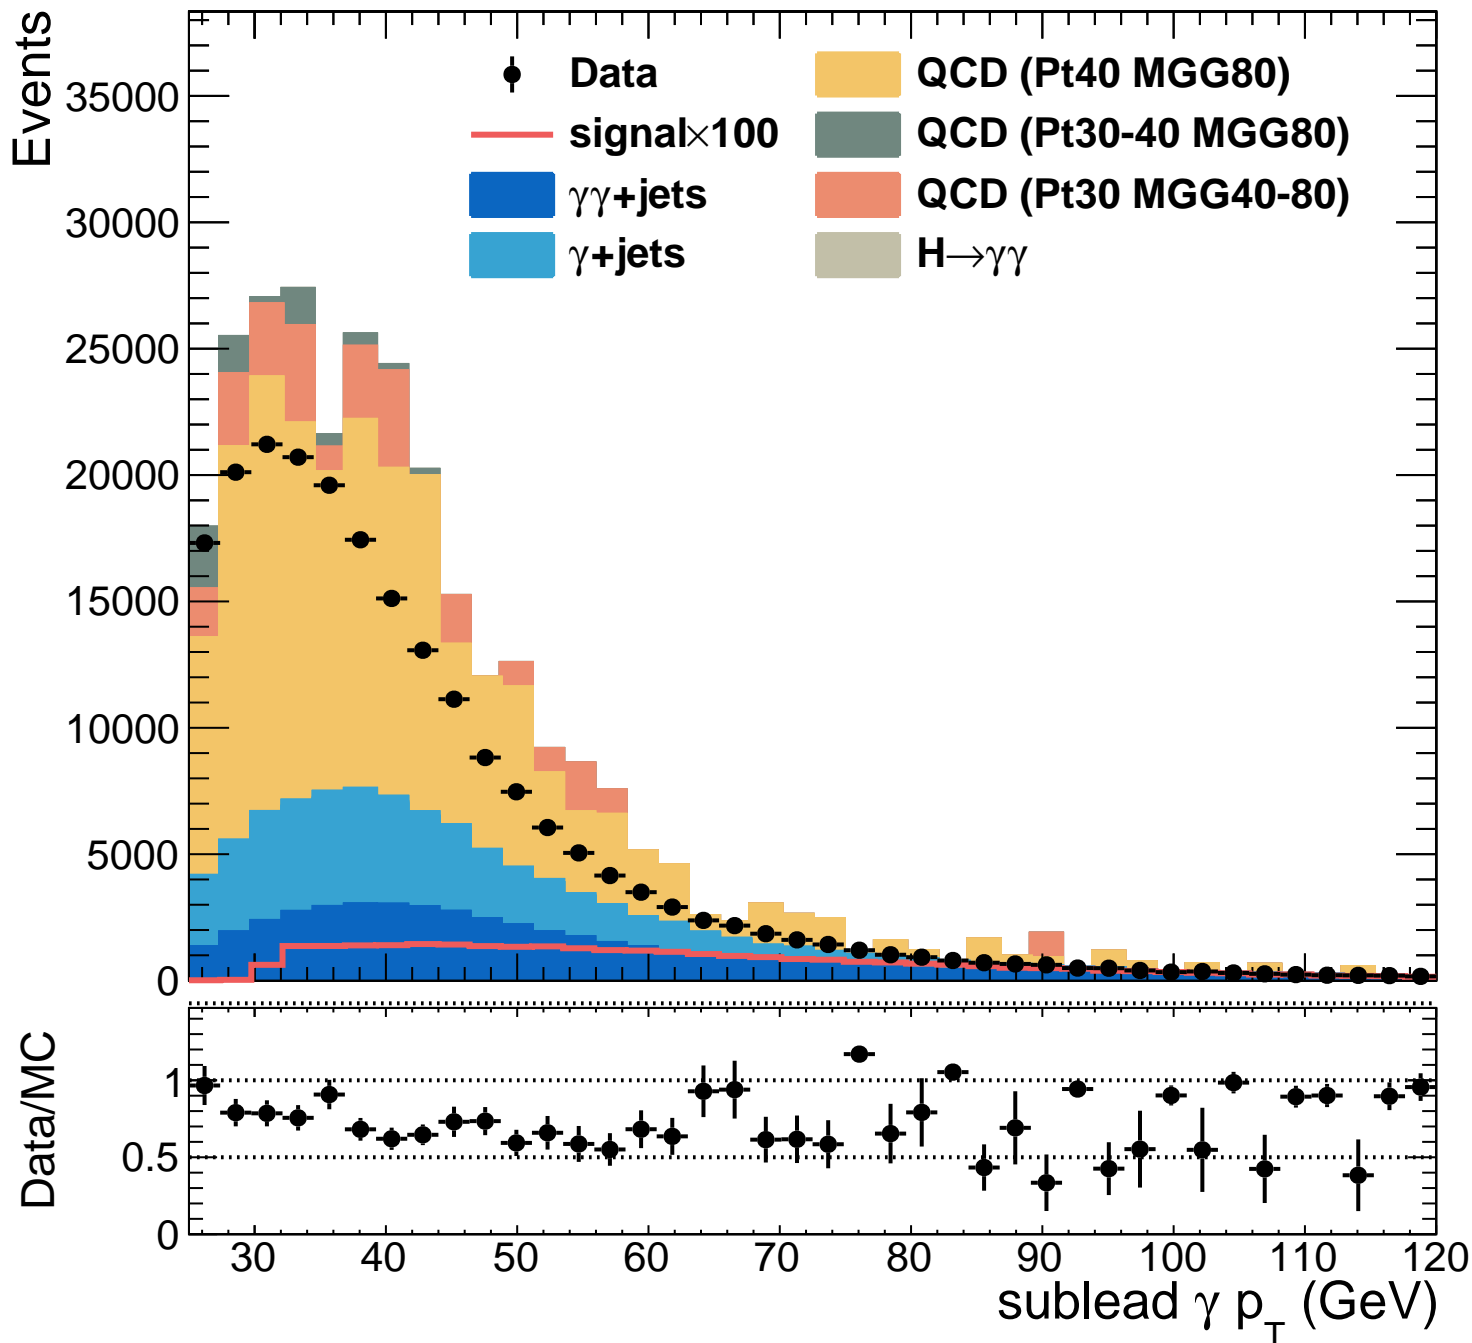 Events
35000
30000
25000
20000
15000
10000
5000
0
Data
signal×100
γγ+jets
γ+jets
QCD (Pt40 MGG80)
QCD (Pt30-40 MGG80)
QCD (Pt30 MGG40-80)
H→γγ
Data/MC
1
0.5
0
30 40 50 60 70 80 90 100 110 120
sublead γ p_T (GeV)